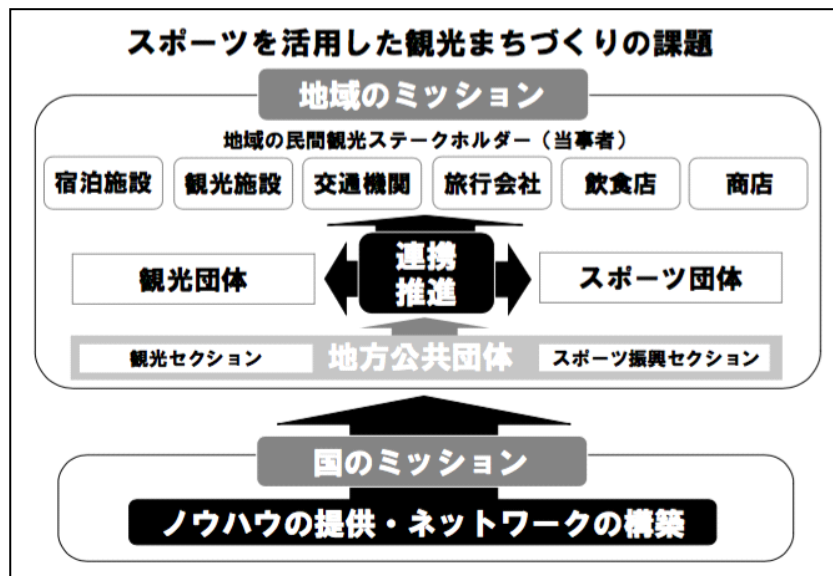 スポーツを活用した観光まちづくりの課題
地域のミッション
地域の民間観光ステークホルダー（当事者）
宿泊施設
観光施設
交通機関
旅行会社
飲食店
商店
連携
推進
観光団体
スポーツ団体
観光セクション
地方公共団体
スポーツ振興セクション
国のミッション
ノウハウの提供・ネットワークの構築